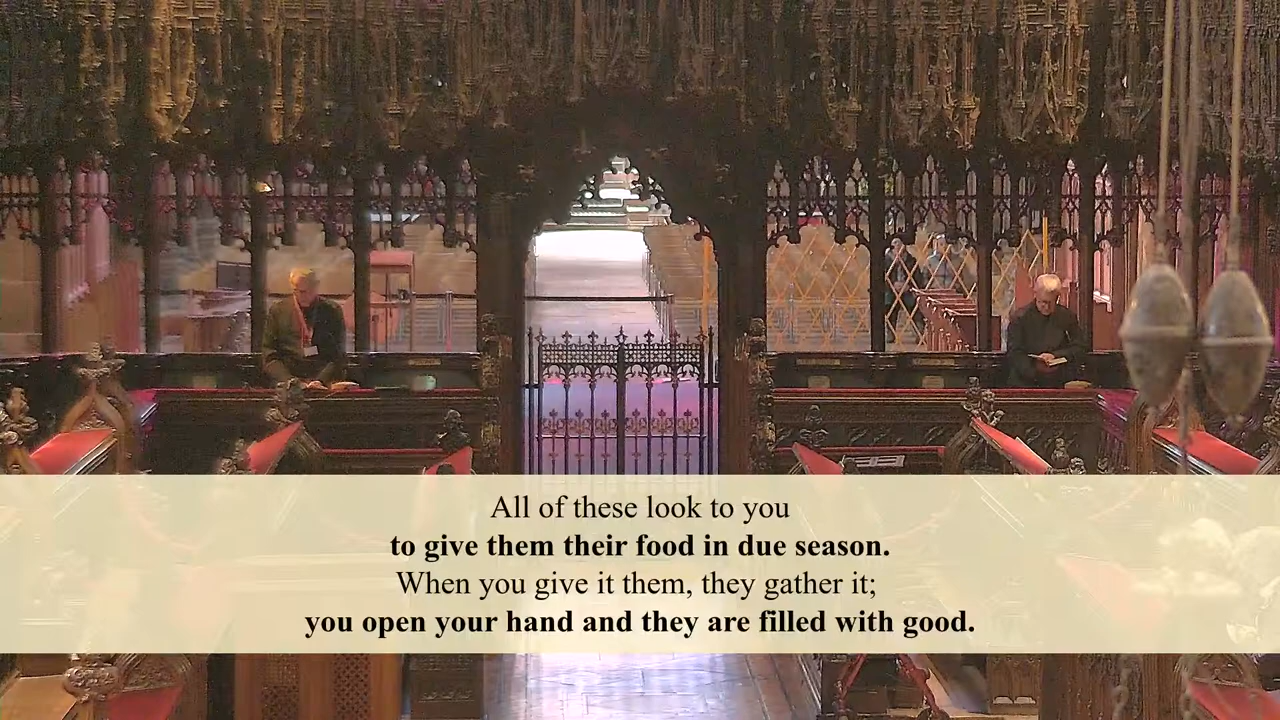 All of these look to you
to give them their food in due season.
When you give it them, they gather it;
you open your hand and they are filled with good.